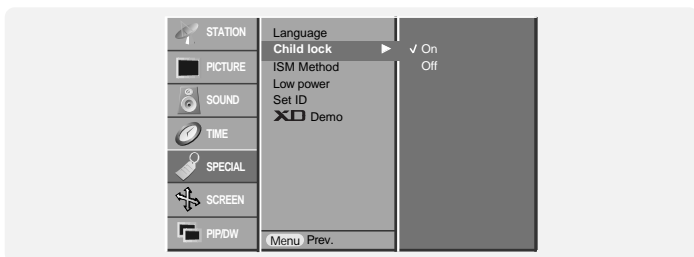 STATION
PICTURE
SOUND
TIME
SPECIAL
SCREEN
PIP/DW
Language
Child lock ►
ISM Method
Low power
Set ID
XD Demo
Menu Prev.
✓ On
Off